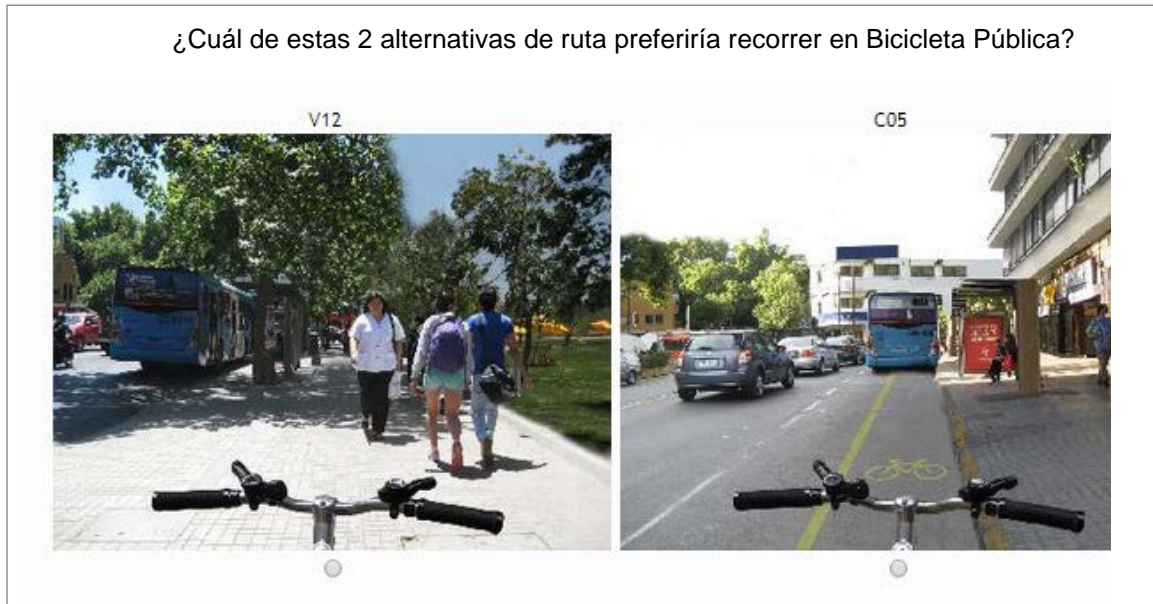 ¿Cuál de estas 2 alternativas de ruta preferiría recorrer en Bicicleta Pública?
V12
C05